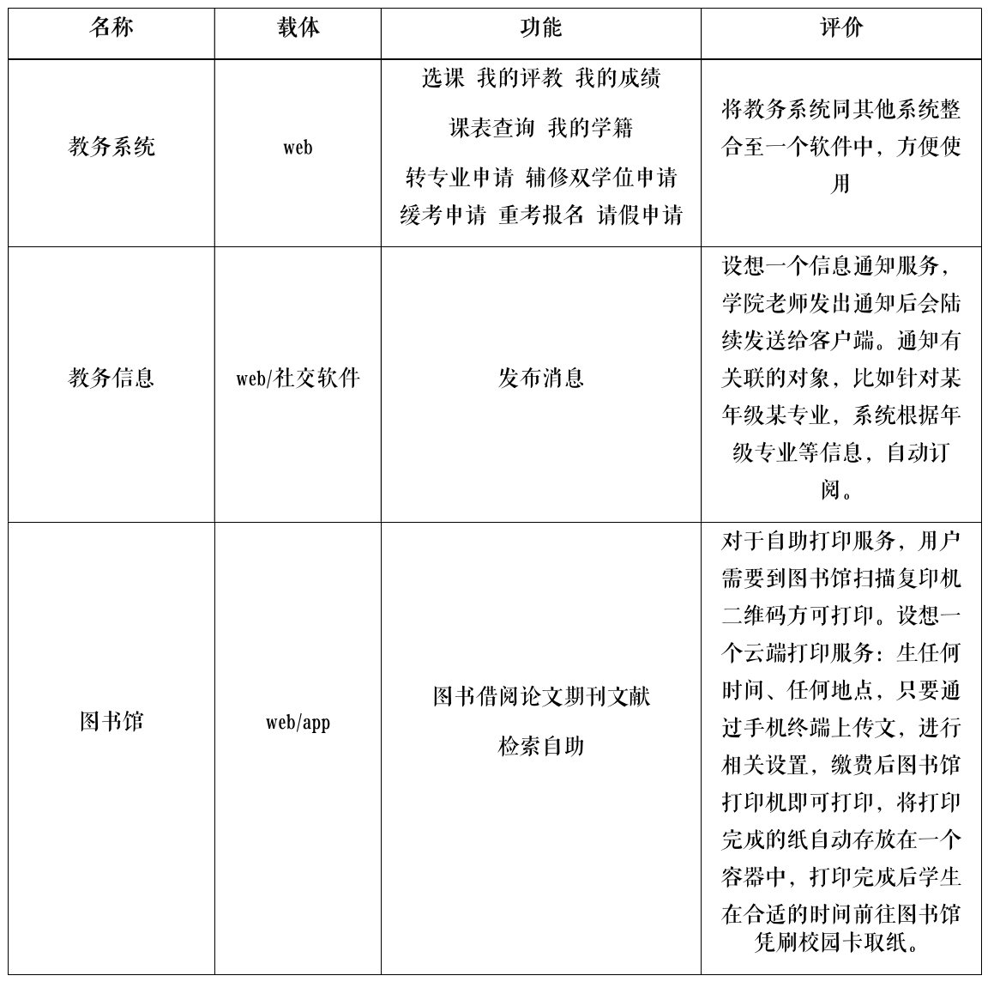 名称 载体 功能 评价
教务系统
web
选课 我的评教 我的成绩
课表查询 我的学籍
转专业申请 辅修双学位申请
缓考申请 重考报名 请假申请
将教务系统同其他系统整
合至一个软件中，方便使
用
教务信息
web/社交软件
发布消息
设想一个信息通知服务，
学院老师发出通知后会陆
续发送给客户端。通知有
关联的对象，比如针对某
年级某专业，系统根据年
级专业等信息，自动订
阅。
图书馆
web/app
图书借阅论文期刊文献
检索自助
对于自助打印服务，用户
需要到图书馆扫描复印机
二维码方可打印。设想一
个云端打印服务：生任何
时间、任何地点，只要通
过手机终端上传文，进行
相关设置，缴费后图书馆
打印机即可打印，将打印
完成的纸自动存放在一个
容器中，打印完成后学生
在合适的时间前往图书馆
凭刷校园卡取纸。